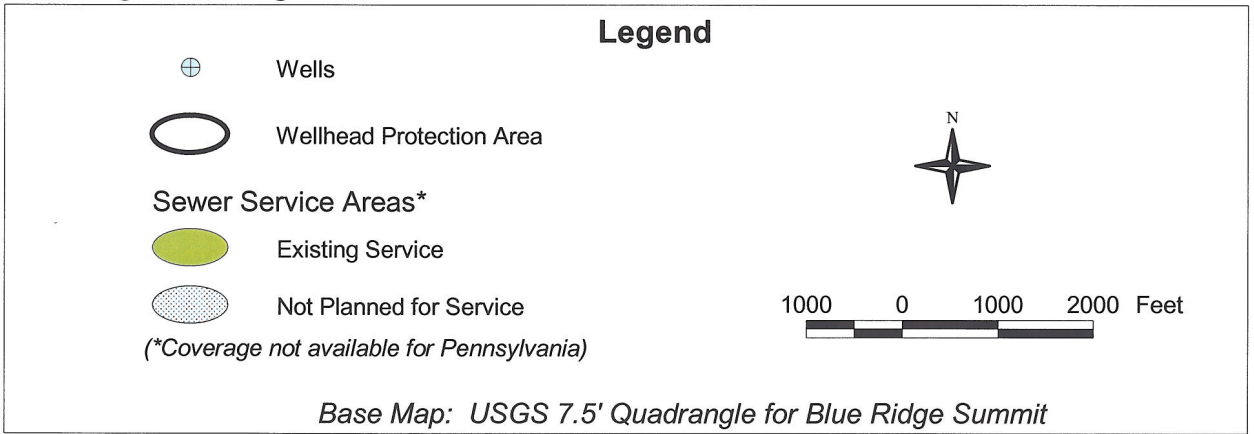 Legend
Wells
Wellhead Protection Area
N
Sewer Service Areas*
Existing Service
Not Planned for Service
1000 0 1000 2000 Feet
(*Coverage not available for Pennsylvania)
Base Map: USGS 7.5' Quadrangle for Blue Ridge Summit